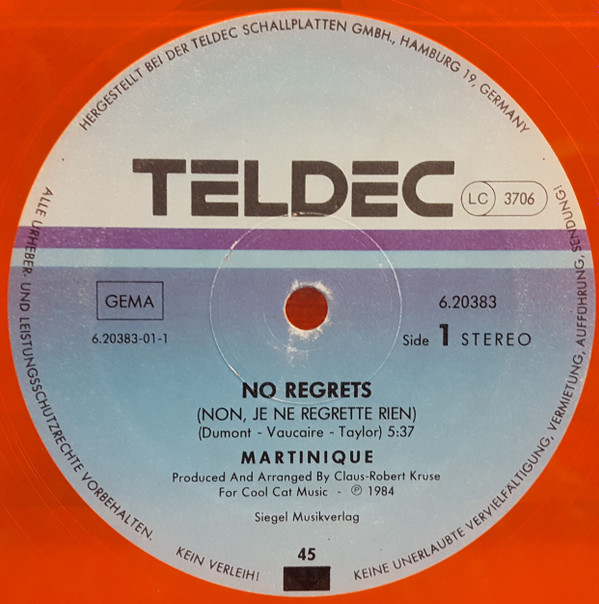 HERGESTELLT BEI DER TELDEC SCHALLPLATTEN GMBH., HAMBURG 19, GERMANY
TELDEC
LC 3706
GEMA
6.20383-01-1
6.20383
Side 1 STEREO
NO REGRETS
(NON, JE NE REGRETTE RIEN)
(Dumont - Vaucaire - Taylor) 5:37
MARTINIQUE
Produced And Arranged By Claus-Robert Kruse
For Cool Cat Music - ℗ 1984
Siegel Musikverlag
45
ALLE URHEBER- UND LEISTUNGSSCHUTZRECHTE VORBEHALTEN.
KEIN VERLEIH!
KEINE UNERLAUBTE VERVIELFÄLTIGUNG, VERMIETUNG, AUFFÜHRUNG, SENDUNG!